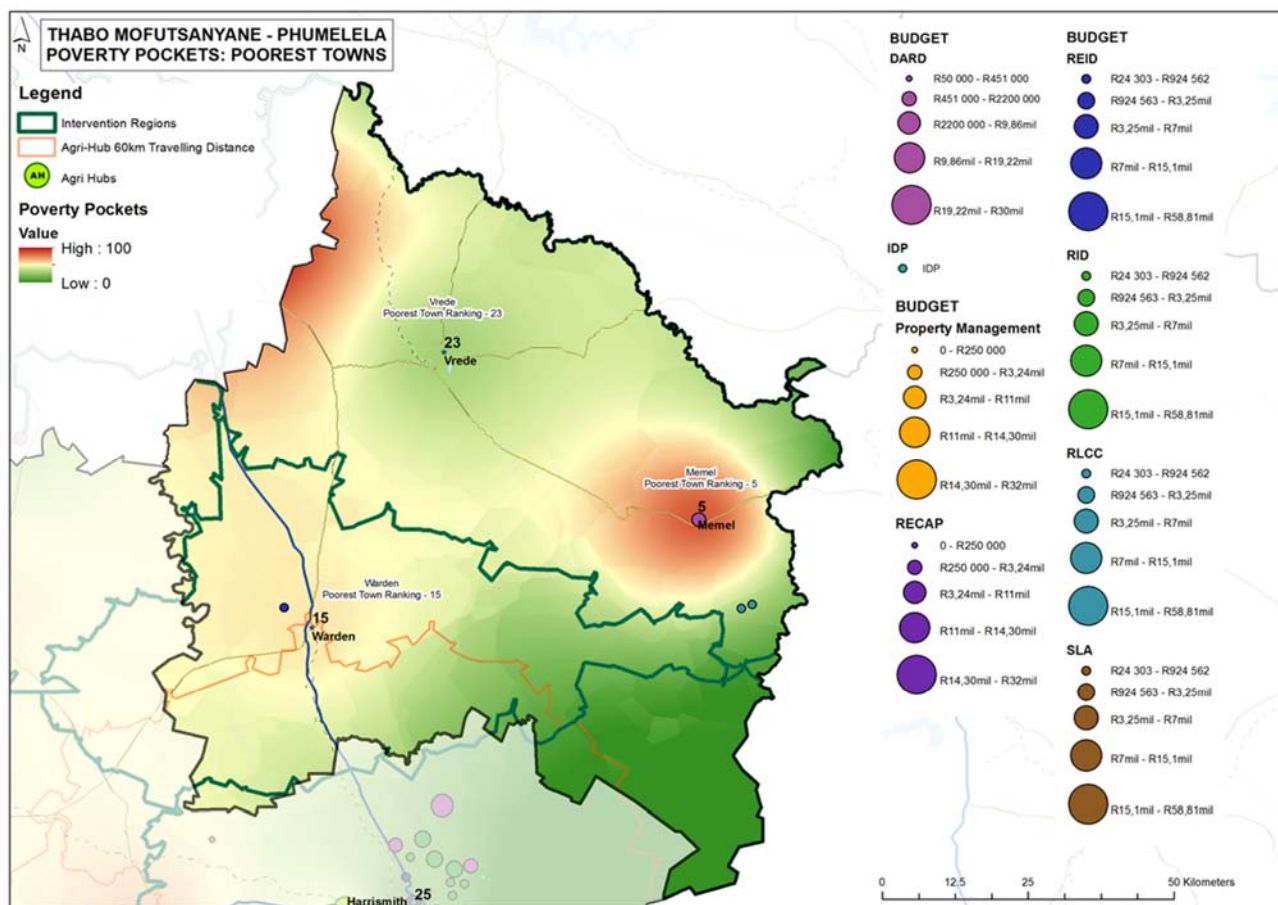 THABO MOFUTSANYANE - PHUMELELA
POVERTY POCKETS: POOREST TOWNS
N
Legend
Intervention Regions
Agri-Hub 60km Travelling Distance
AH
Agri Hubs
Poverty Pockets
Value
High : 100
Low : 0
Vrede
Poorest Town Ranking - 23
23
Vrede
Memel
Poorest Town Ranking - 5
5
Memel
Warden
Poorest Town Ranking - 15
15
Warden
25
Harrismith
BUDGET
DARD
R50 000 - R451 000
R451 000 - R2200 000
R2200 000 - R9,86mil
R9,86mil - R19,22mil
R19,22mil - R30mil
IDP
IDP
BUDGET
Property Management
0 - R250 000
R250 000 - R3,24mil
R3,24mil - R11mil
R11mil - R14,30mil
R14,30mil - R32mil
RECAP
0 - R250 000
R250 000 - R3,24mil
R3,24mil - R11mil
R11mil - R14,30mil
R14,30mil - R32mil
BUDGET
REID
R24 303 - R924 562
R924 563 - R3,25mil
R3,25mil - R7mil
R7mil - R15,1mil
R15,1mil - R58,81mil
RID
R24 303 - R924 562
R924 563 - R3,25mil
R3,25mil - R7mil
R7mil - R15,1mil
R15,1mil - R58,81mil
RLCC
R24 303 - R924 562
R924 563 - R3,25mil
R3,25mil - R7mil
R7mil - R15,1mil
R15,1mil - R58,81mil
SLA
R24 303 - R924 562
R924 563 - R3,25mil
R3,25mil - R7mil
R7mil - R15,1mil
R15,1mil - R58,81mil
0 12,5 25 50 Kilometers